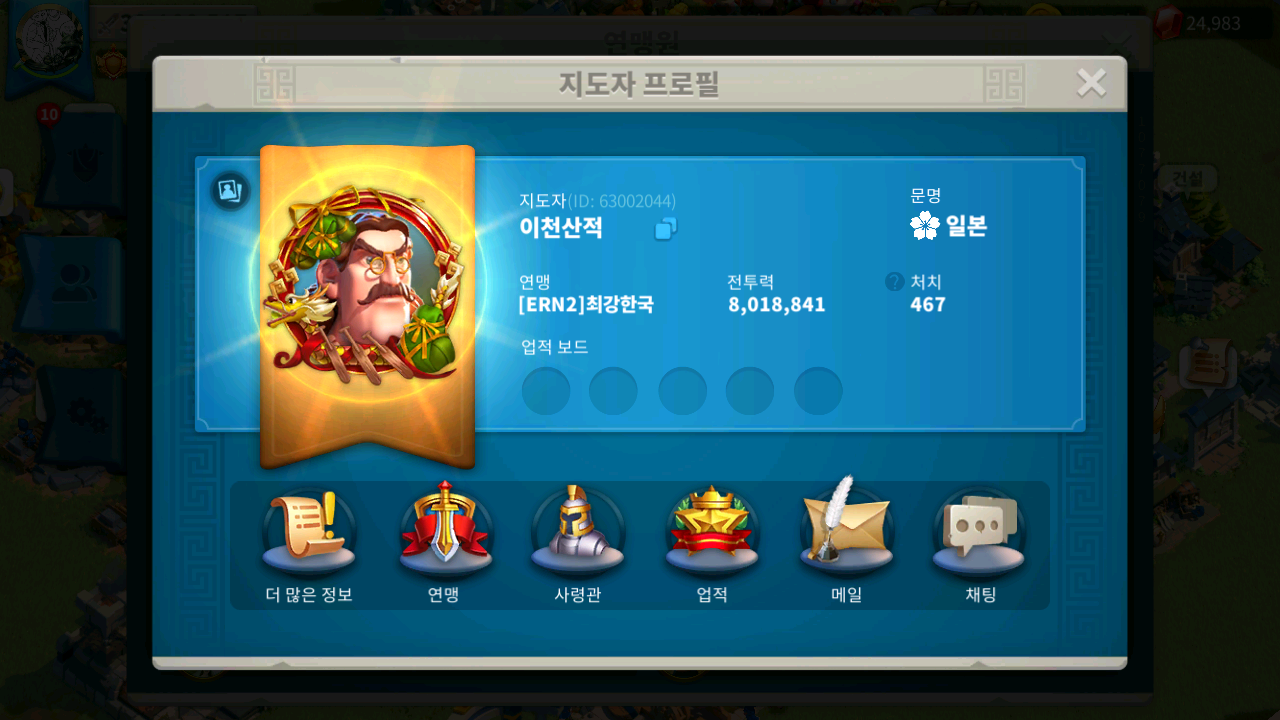 연맹원
24,983
지도자 프로필
10
건설
지도자(ID: 63002044)
이천산적
문명
일본
연맹
[ERN2]최강한국
전투력
8,018,841
? 처치
467
업적 보드
더 많은 정보
연맹
사령관
업적
메일
채팅